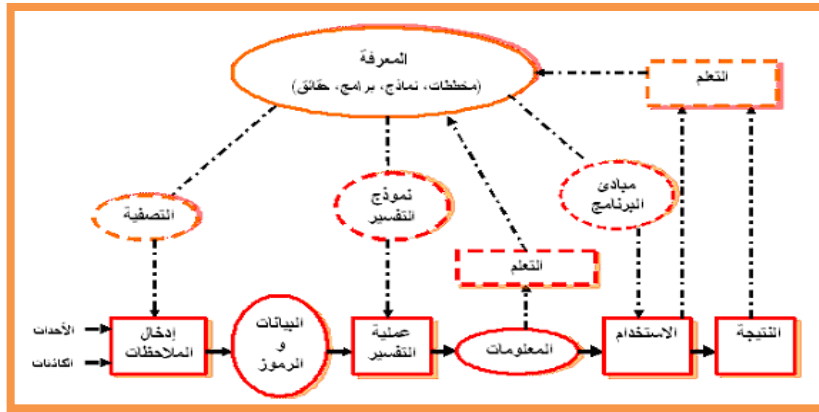 المعرفة
(مخططات، نماذج، برامج، حقائق)
التعلم
التصفية
نموذج
التفسير
مبادئ
البرنامج
التعلم
الأحداث
الكائنات
إدخال
الملاحظات
البيانات
و
الرموز
عملية
التفسير
المعلومات
الاستخدام
النتيجة